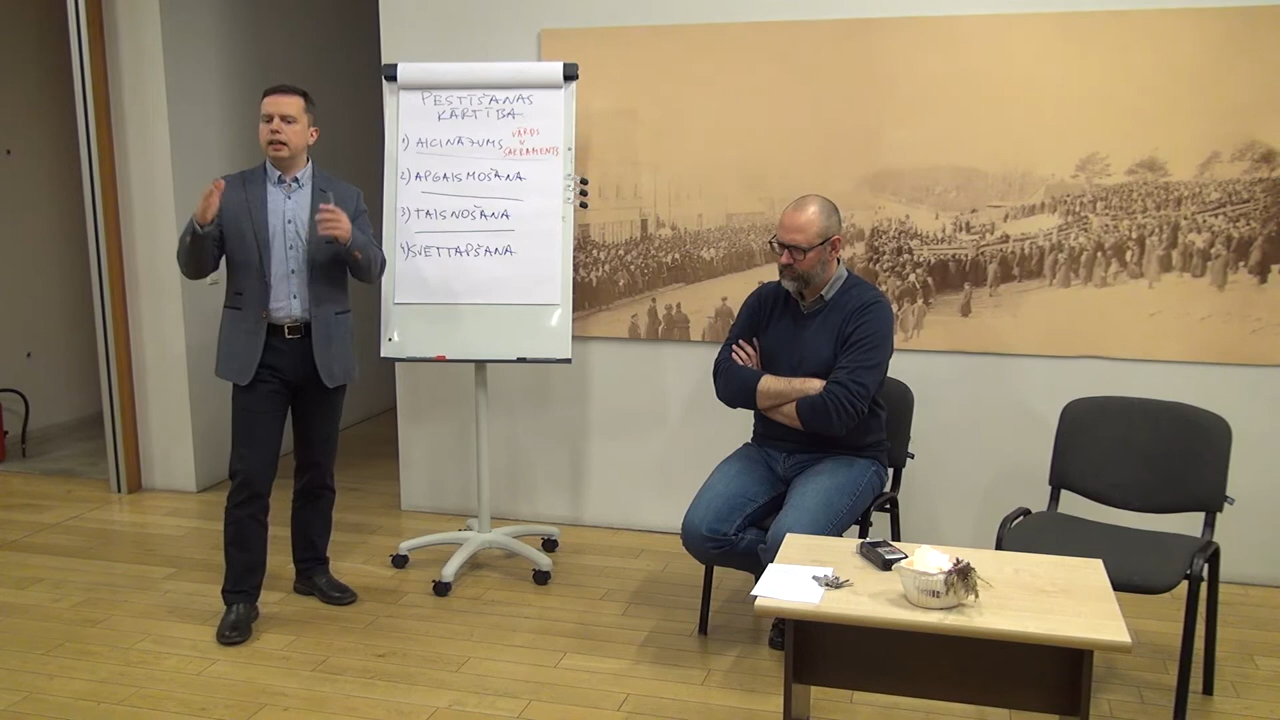 PESTĪŠANAS
KĀRTĪBA
1) AICINĀJUMS VĀRDS
v
SAKRAMENTS
2) APGAISMOŠANA
3) TAISNOŠANA
4) SVĒTTAPŠANA